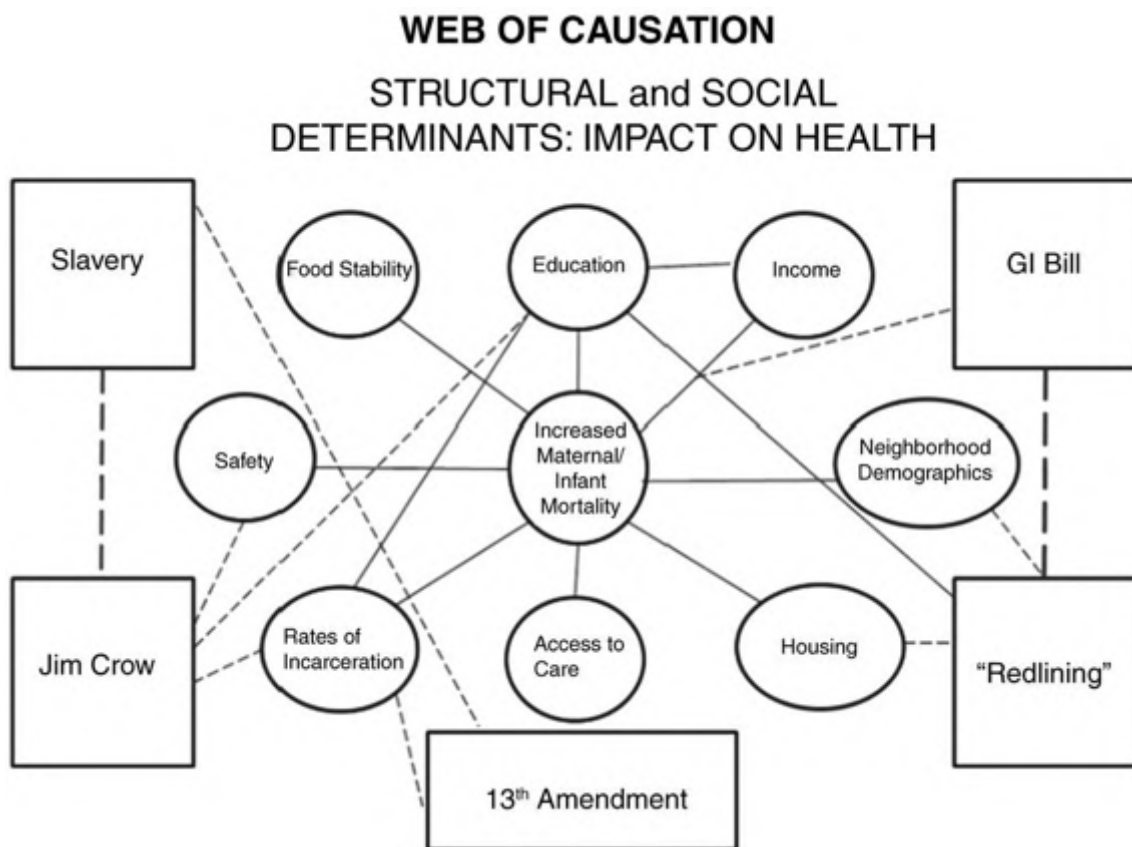 WEB OF CAUSATION
STRUCTURAL and SOCIAL
DETERMINANTS: IMPACT ON HEALTH
Slavery
Food Stability
Education
Income
GI Bill
Safety
Increased
Maternal/
Infant
Mortality
Neighborhood
Demographics
Jim Crow
Rates of
Incarceration
Access to
Care
Housing
“Redlining”
13th Amendment